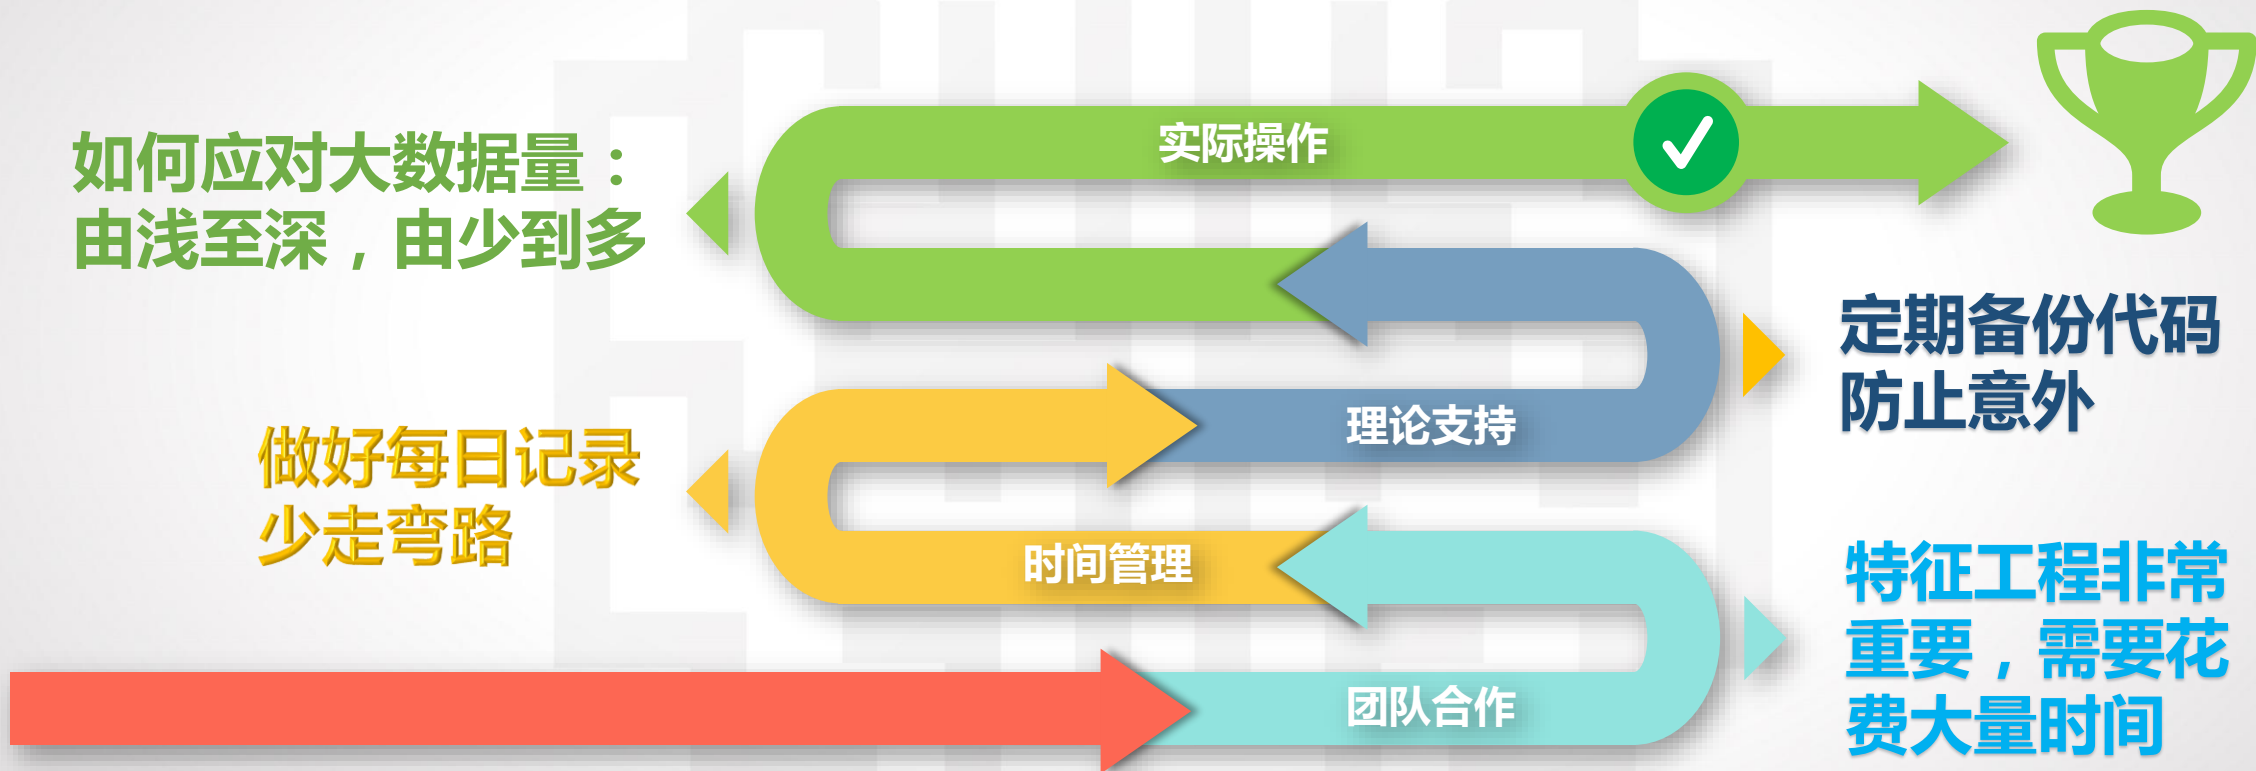 实际操作
如何应对大数据量：
由浅至深，由少到多
定期备份代码
防止意外
理论支持
做好每日记录
少走弯路
时间管理
特征工程非常
重要，需要花
费大量时间
团队合作